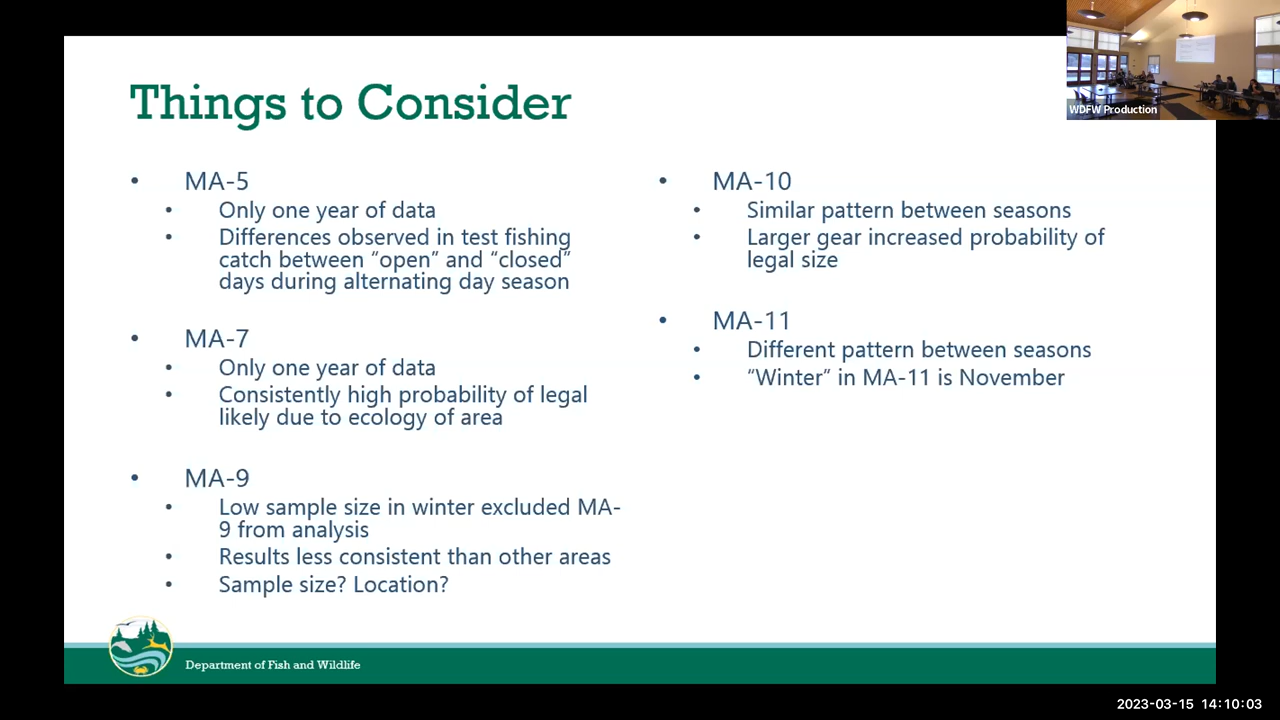 Things to Consider
MA-5
Only one year of data
Differences observed in test fishing
catch between “open” and “closed”
days during alternating day season
MA-7
Only one year of data
Consistently high probability of legal
likely due to ecology of area
MA-9
Low sample size in winter excluded MA-
9 from analysis
Results less consistent than other areas
Sample size? Location?
MA-10
Similar pattern between seasons
Larger gear increased probability of
legal size
MA-11
Different pattern between seasons
“Winter” in MA-11 is November
Department of Fish and Wildlife
WDFW Production
2023-03-15 14:10:03